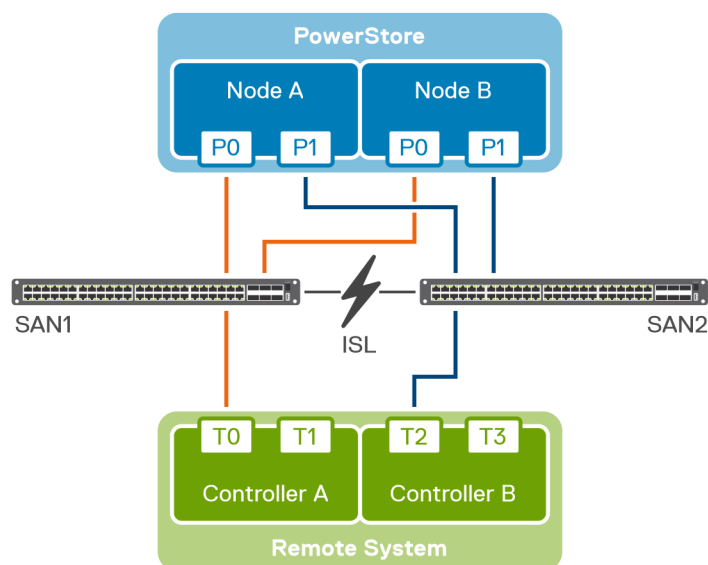 PowerStore
Node A Node B
P0 P1 P0 P1
SAN1 ISL SAN2
T0 T1 T2 T3
Controller A Controller B
Remote System